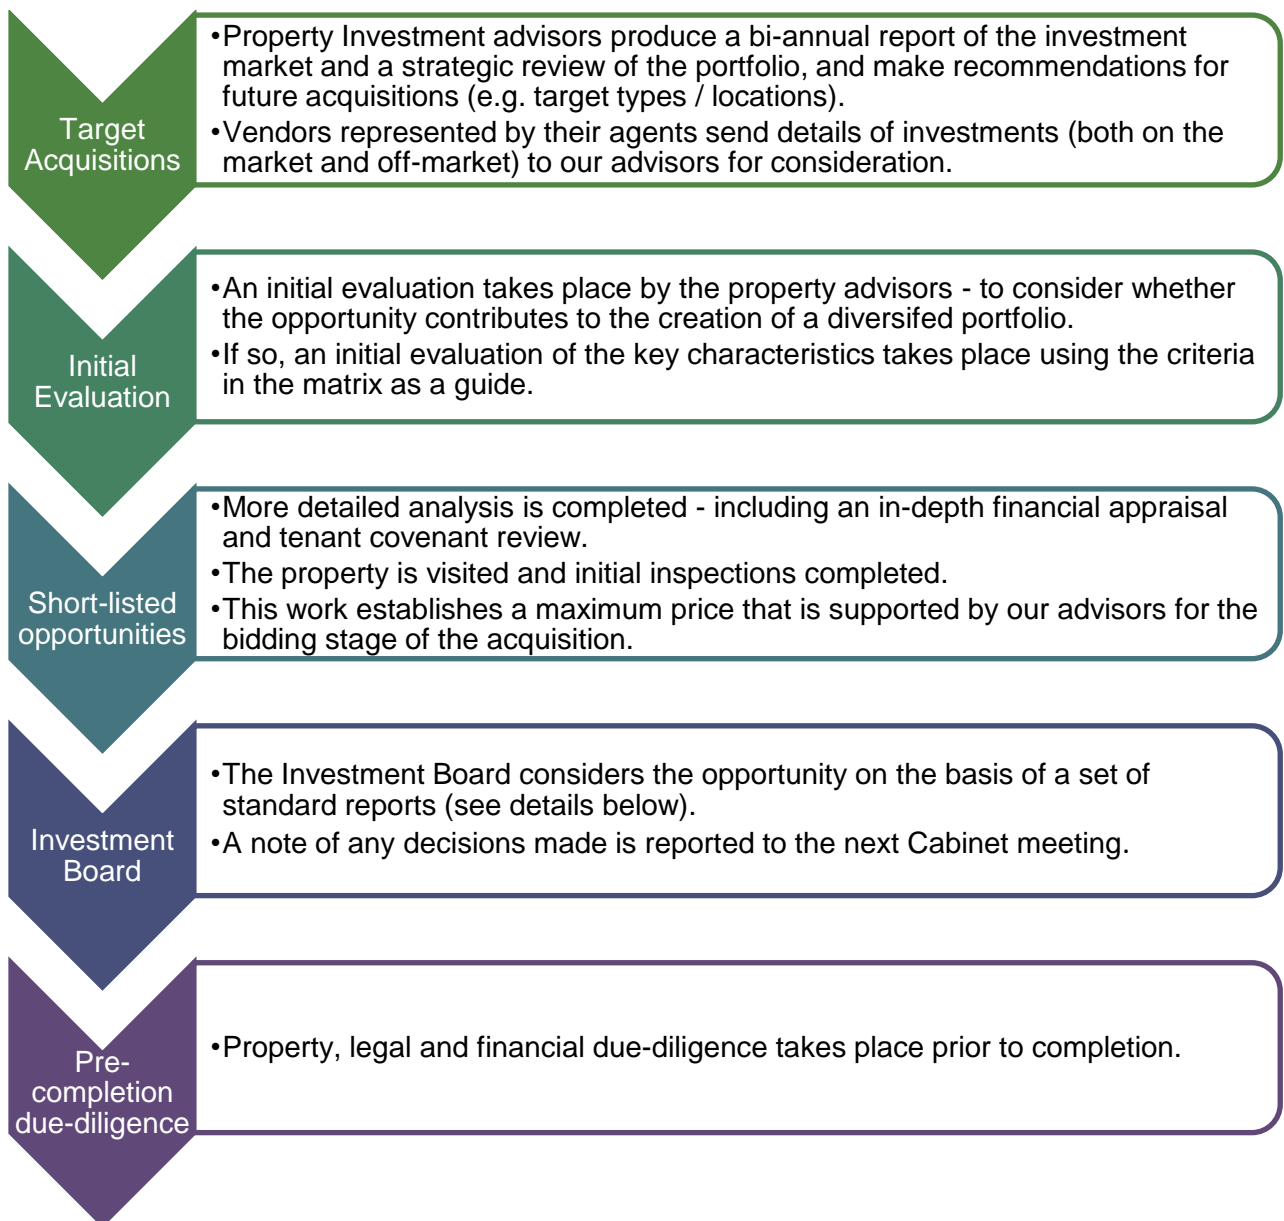 Target
Acquisitions
•Property Investment advisors produce a bi-annual report of the investment
market and a strategic review of the portfolio, and make recommendations for
future acquisitions (e.g. target types / locations).
•Vendors represented by their agents send details of investments (both on the
market and off-market) to our advisors for consideration.
Initial
Evaluation
•An initial evaluation takes place by the property advisors - to consider whether
the opportunity contributes to the creation of a diversifed portfolio.
•If so, an initial evaluation of the key characteristics takes place using the criteria
in the matrix as a guide.
Short-listed
opportunities
•More detailed analysis is completed - including an in-depth financial appraisal
and tenant covenant review.
•The property is visited and initial inspections completed.
•This work establishes a maximum price that is supported by our advisors for the
bidding stage of the acquisition.
Investment
Board
•The Investment Board considers the opportunity on the basis of a set of
standard reports (see details below).
•A note of any decisions made is reported to the next Cabinet meeting.
Pre-
completion
due-diligence
•Property, legal and financial due-diligence takes place prior to completion.